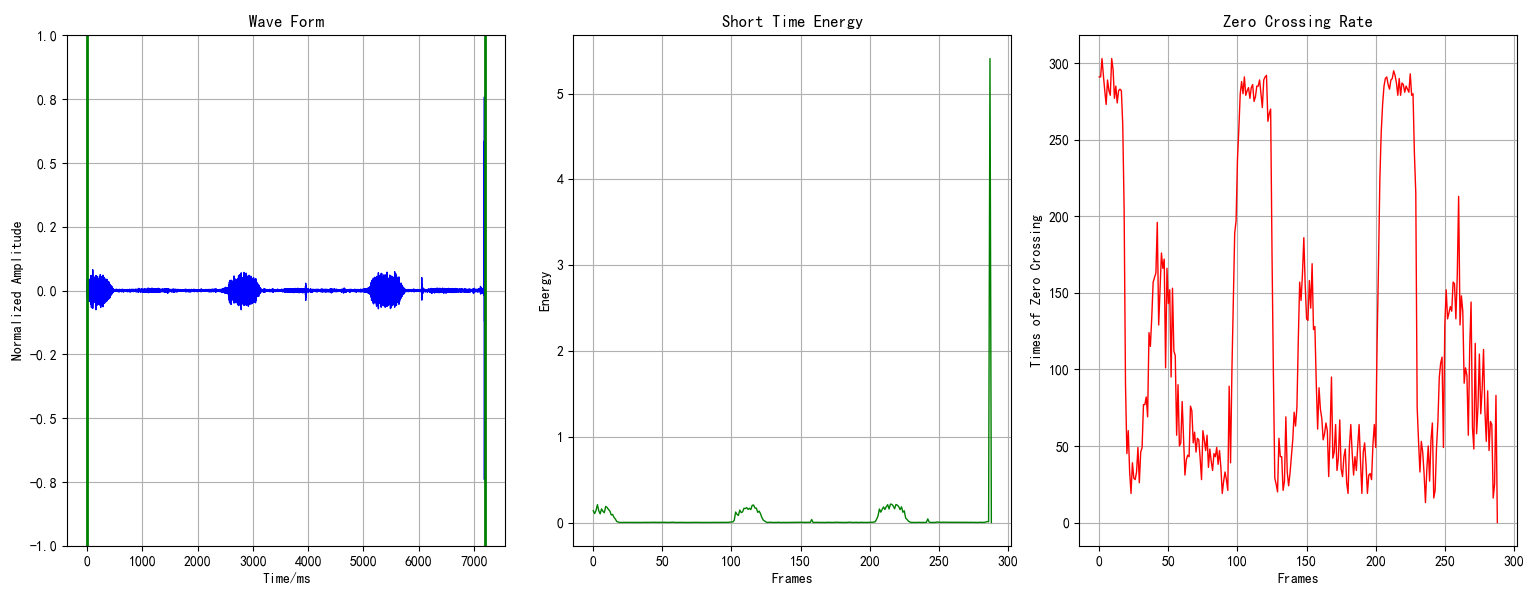 Wave Form
1.0
0.8
0.5
0.2
0.0
-0.2
-0.5
-0.8
-1.0
Normalized Amplitude
0 1000 2000 3000 4000 5000 6000 7000
Time/ms
Short Time Energy
5
4
3
2
1
0
Energy
0 50 100 150 200 250 300
Frames
Zero Crossing Rate
300
250
200
150
100
50
0
Times of Zero Crossing
0 50 100 150 200 250 300
Frames